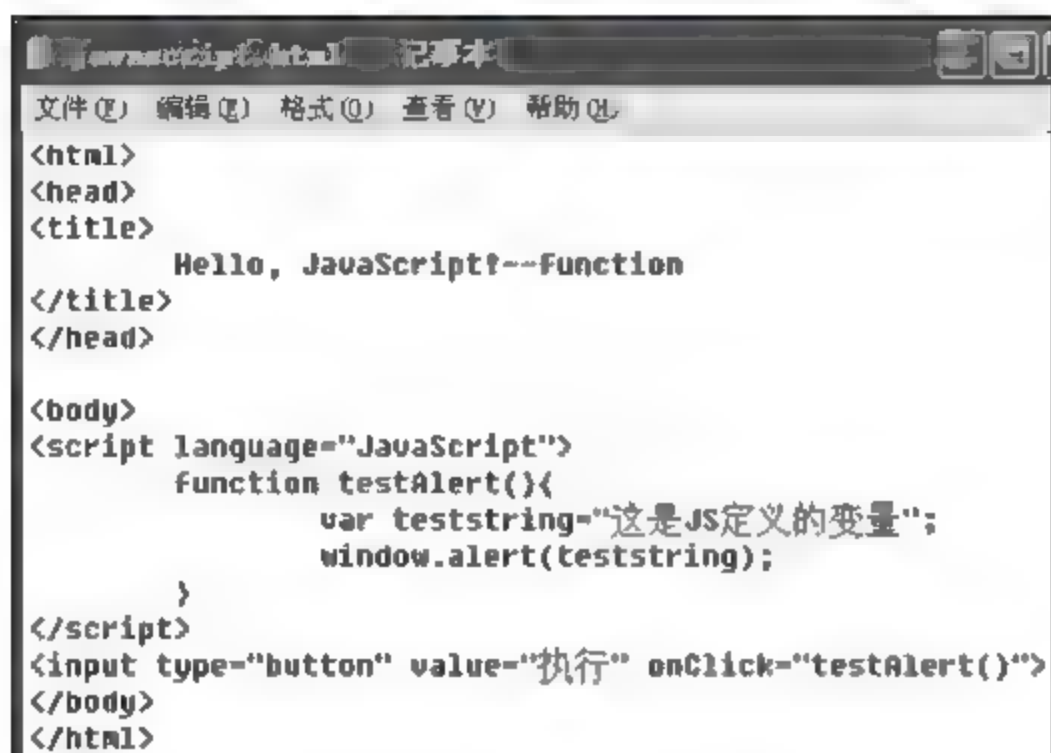 记事本
文件(F) 编辑(E) 格式(O) 查看(V) 帮助(H)
<html>
<head>
<title>
Hello, JavaScript!--Function
</title>
</head>
<body>
<script language="JavaScript">
function testAlert(){
var teststring="这是JS定义的变量";
window.alert(teststring);
}
</script>
<input type="button" value="执行" onClick="testAlert()">
</body>
</html>